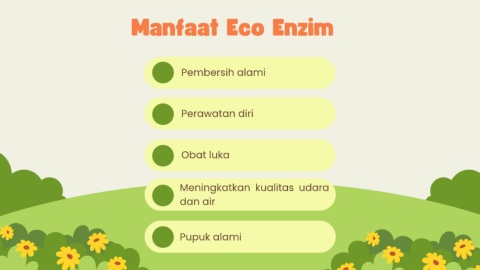 Manfaat Eco Enzim
Pembersih alami
Perawatan diri
Obat luka
Meningkatkan kualitas udara
dan air
Pupuk alami